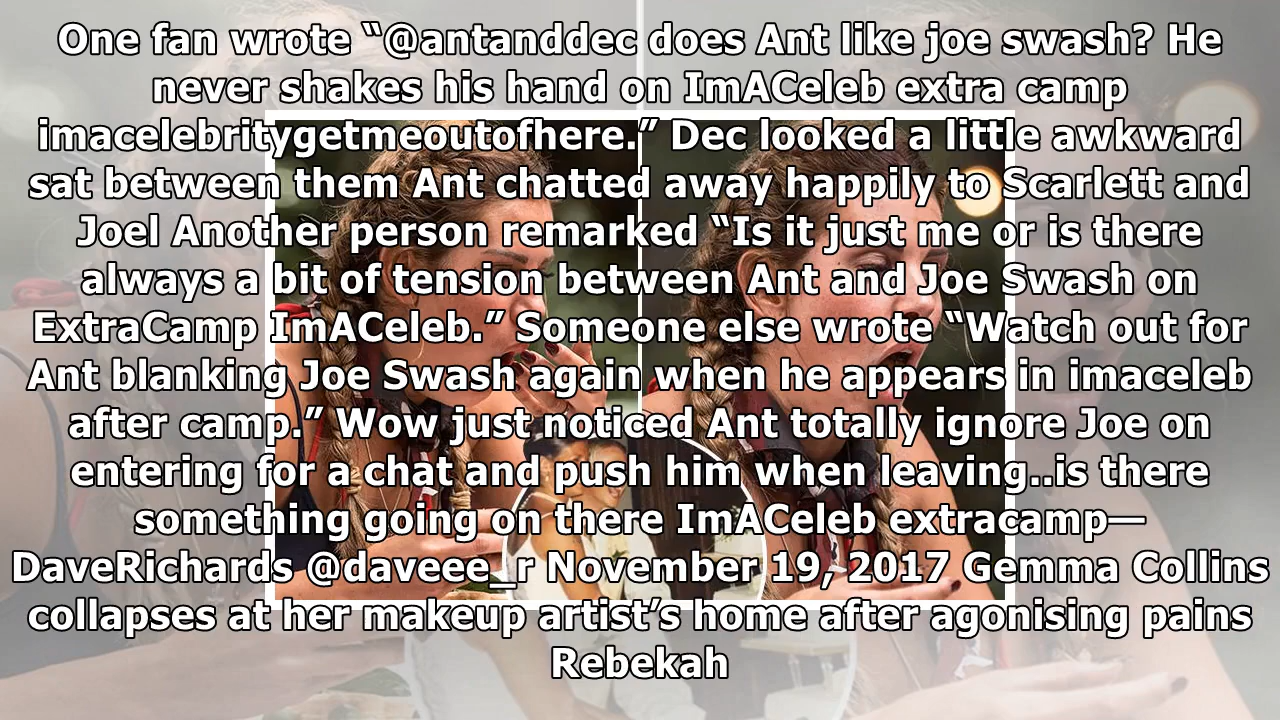 One fan wrote “@antanddec does Ant like joe swash? He
never shakes his hand on ImACeleb extra camp
imacelebritygetmeoutofhere.” Dec looked a little awkward
sat between them Ant chatted away happily to Scarlett and
Joel Another person remarked “Is it just me or is there
always a bit of tension between Ant and Joe Swash on
ExtraCamp ImACeleb.” Someone else wrote “Watch out for
Ant blanking Joe Swash again when he appears in imaceleb
after camp.” Wow just noticed Ant totally ignore Joe on
entering for a chat and push him when leaving..is there
something going on there ImACeleb extracamp—
DaveRichards @daveee_r November 19, 2017 Gemma Collins
collapses at her makeup artist’s home after agonising pains
Rebekah